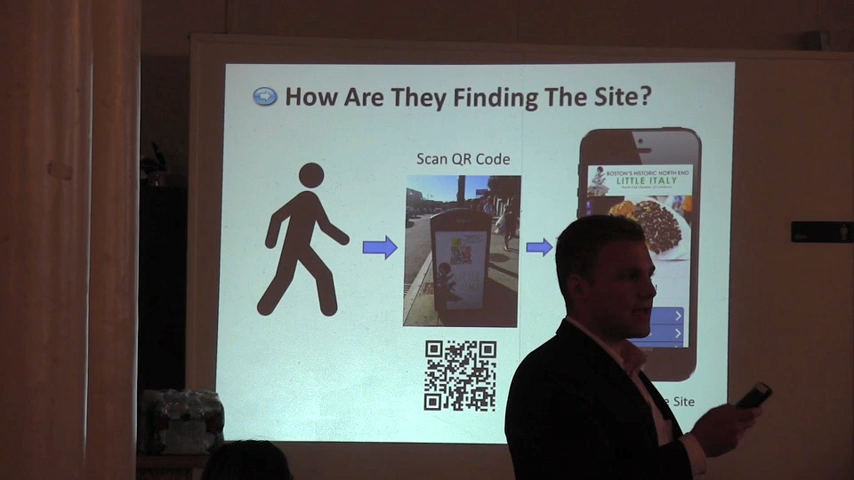 How Are They Finding The Site?
Scan QR Code
BOSTON'S HISTORIC NORTH END
LITTLE ITALY
Site